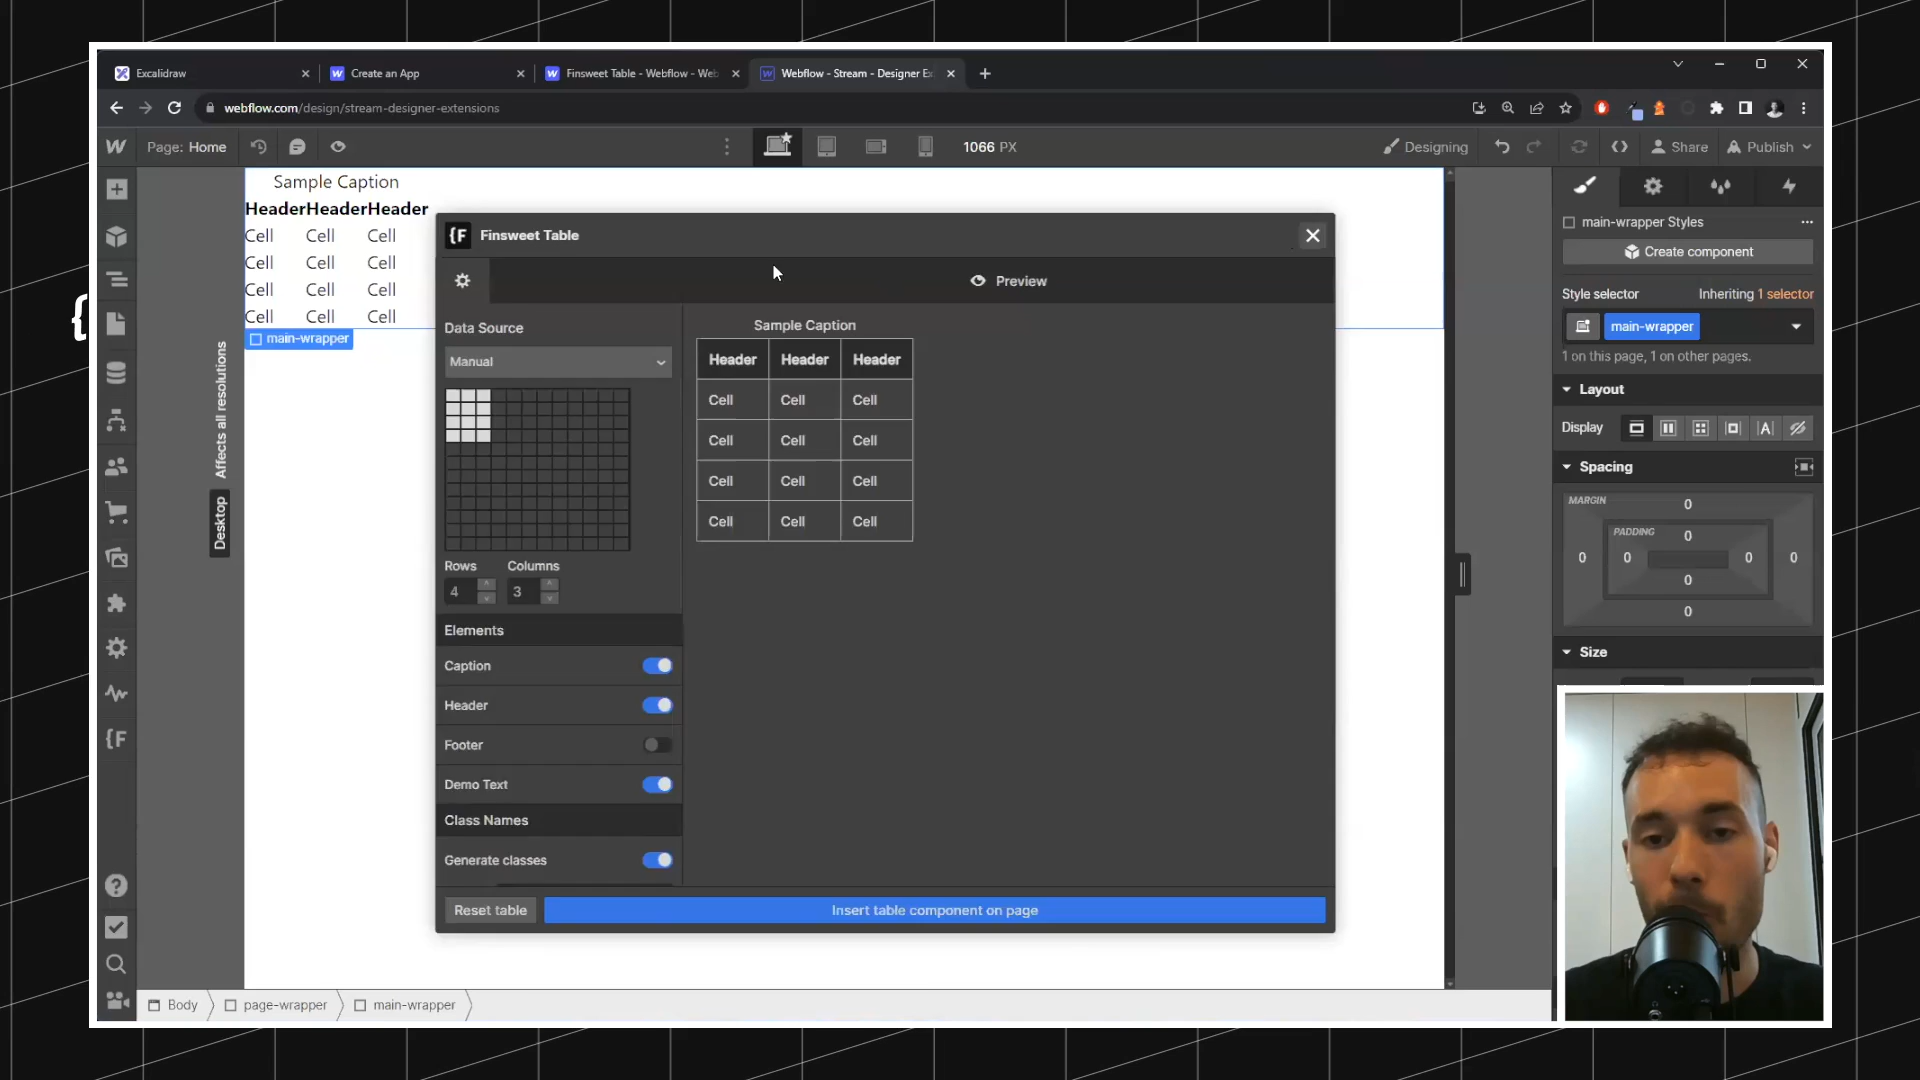 Excalidraw
Create an App
Finsweet Table - Webflow - Web
Webflow - Stream - Designer Ex
webflow.com/design/stream-designer-extensions
Page: Home
1066 PX
Designing
Share
Publish
Sample Caption
HeaderHeaderHeader
Cell Cell Cell
Cell Cell Cell
Cell Cell Cell
Cell Cell Cell
main-wrapper
Affects all resolutions
Desktop
{F Finsweet Table
Preview
Data Source
Manual
Rows Columns
4 3
Elements
Caption
Header
Footer
Demo Text
Class Names
Generate classes
Sample Caption
Header Header Header
Cell Cell Cell
Cell Cell Cell
Cell Cell Cell
Cell Cell Cell
Reset table
Insert table component on page
main-wrapper Styles
Create component
Style selector Inheriting 1 selector
main-wrapper
1 on this page, 1 on other pages.
Layout
Display
Spacing
MARGIN
0
PADDING
0
0 0 0 0
0
0
Size
{F
Body page-wrapper main-wrapper